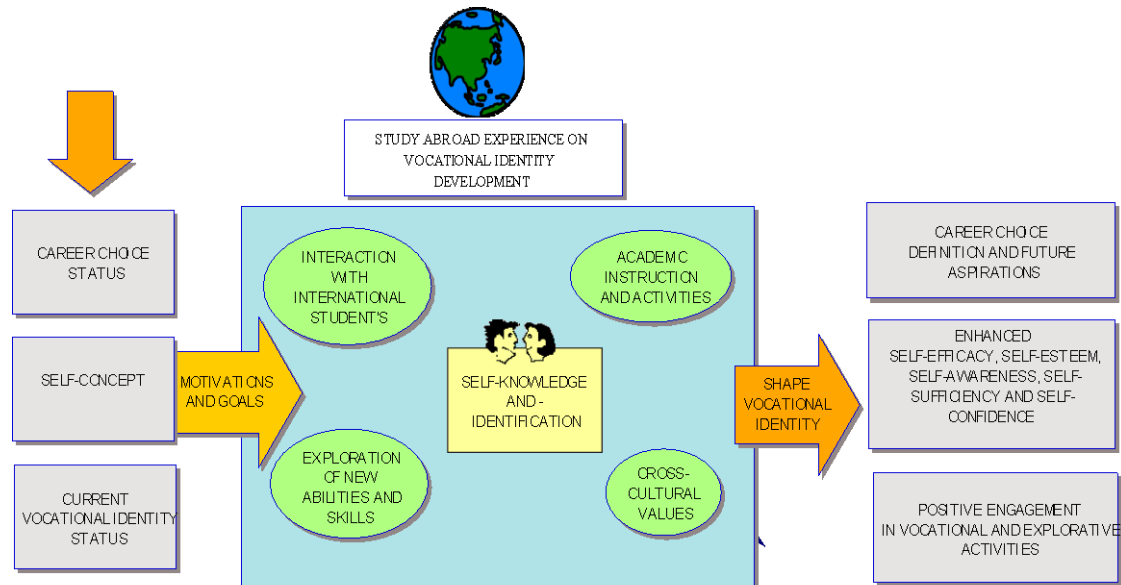 STUDY ABROAD EXPERIENCE ON
VOCATIONAL IDENTITY
DEVELOPMENT
CAREER CHOICE
STATUS
SELF-CONCEPT
CURRENT
VOCATIONAL IDENTITY
STATUS
MOTIVATIONS
AND GOALS
INTERACTION
WITH
INTERNATIONAL
STUDENT'S
ACADEMIC
INSTRUCTION
AND ACTIVITIES
SELF-KNOWLEDGE
AND -
IDENTIFICATION
EXPLORATION
OF NEW
ABILITIES AND
SKILLS
CROSS-
CULTURAL
VALUES
SHAPE
VOCATIONAL
IDENTITY
CAREER CHOICE
DEFINITION AND FUTURE
ASPIRATIONS
ENHANCED
SELF-EFFICACY, SELF-ESTEEM,
SELF-AWARENESS, SELF-
SUFFICIENCY AND SELF-
CONFIDENCE
POSITIVE ENGAGEMENT
IN VOCATIONAL AND EXPLORATIVE
ACTIVITIES